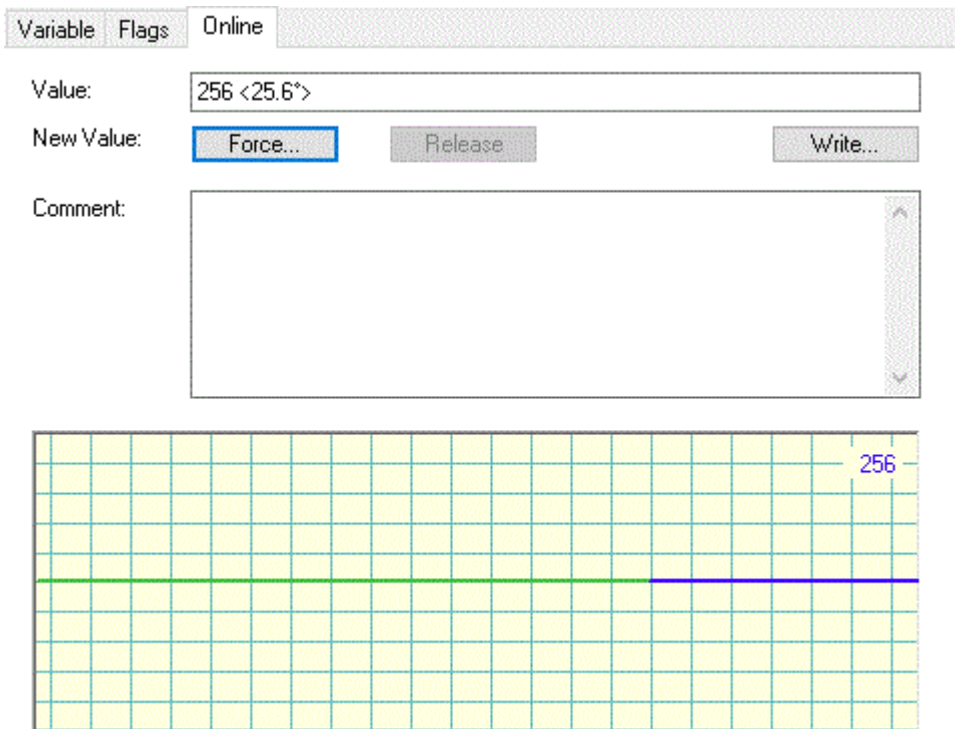 Variable Flags Online
Value: 256 <25.6°>
New Value: Force... Release Write...
Comment:
256